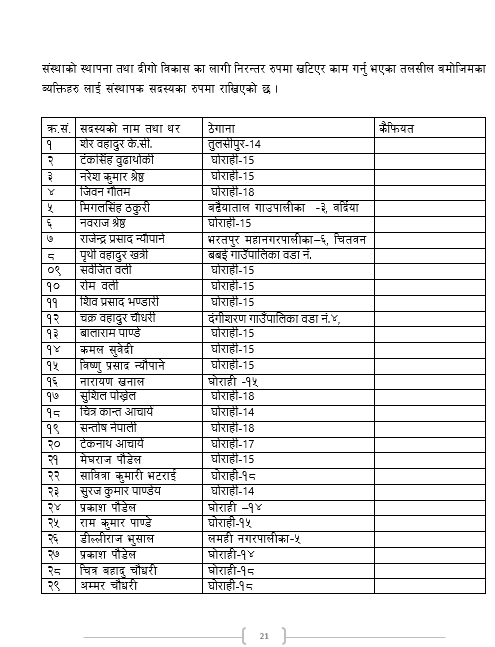 संस्थाको स्थापना तथा दीगो विकास का लागी निरन्तर रुपमा खटिएर काम गर्नु भएका तलसील बमोजिमका
व्यक्तिहरु लाई संस्थापक सदस्यका रुपमा राखिएको छ ।
क्र.सं. सदस्यको नाम तथा थर ठेगाना कैफियत
१ शेर वहादुर के.सी. तुलसीपुर-14
२ टंकसिंह वुढाथोकी घोराही-15
३ नरेश कुमार श्रेष्ठ घोराही-15
४ जिवन गौतम घोराही-18
५ मिगलसिंह ठकुरी बढैयाताल गाउपालीका -३, वर्दिया
६ नवराज श्रेष्ठ घोराही-15
७ राजेन्द्र प्रसाद न्यौपाने भरतपुर महानगरपालीका–६, चितवन
८ पृथी वहादुर खत्री बबई गाउँपालिका वडा नं.
०९ सर्वजित वली घोराही-15
१० रोम वली घोराही-15
११ शिव प्रसाद भण्डारी घोराही-15
१२ चक्र वहादुर चौधरी दंगीशरण गाउँपालिका वडा नं.४,
१३ बालाराम पाण्डे घोराही-15
१४ कमल सुवेदी घोराही-15
१५ विष्णु प्रसाद न्यौपाने घोराही-15
१६ नारायण खनाल घोराही -१५
१७ सुशिल पोख्रेल घोराही-18
१८ चित्र कान्त आचार्य घोराही-14
१९ सन्तोष नेपाली घोराही-18
२० टेकनाथ आचार्य घोराही-17
२१ मेघराज पौडेल घोराही-15
२२ सावित्रा कुमारी भटराई घोराही-१८
२३ सुरज कुमार पाण्डेय घोराही-14
२४ प्रकाश पौडेल घोराही –१४
२५ राम कुमार पाण्डे घोराही-१५
२६ डील्लीराज भुसाल लमही नगरपालीका-५
२७ प्रकाश पौडेल घोराही-१४
२८ चित्र बहादु चौधरी घोराही-१८
२९ अम्मर चौधरी घोराही-१८
21